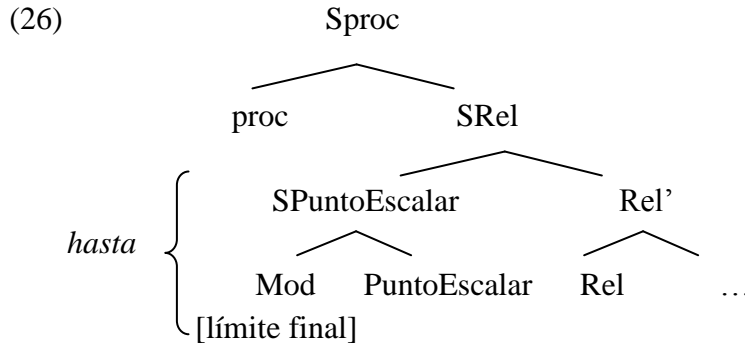 (26) Sproc
proc SRel
SPuntoEscalar Rel’
hasta
Mod PuntoEscalar Rel …
[límite final]